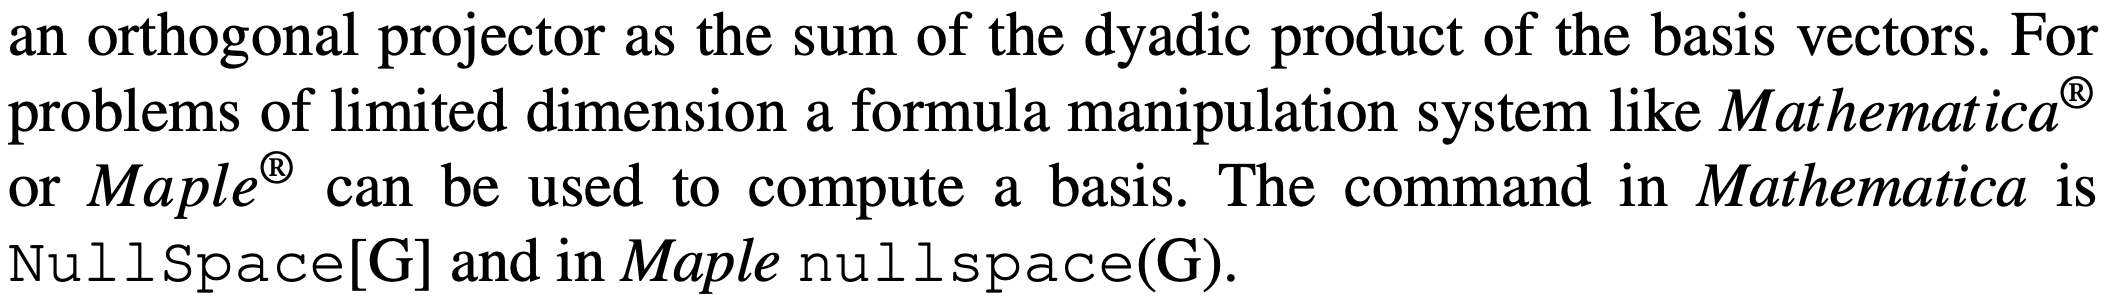 an orthogonal projector as the sum of the dyadic product of the basis vectors. For
problems of limited dimension a formula manipulation system like Mathematica®
or Maple® can be used to compute a basis. The command in Mathematica is
NullSpace[G] and in Maple nullspace(G).